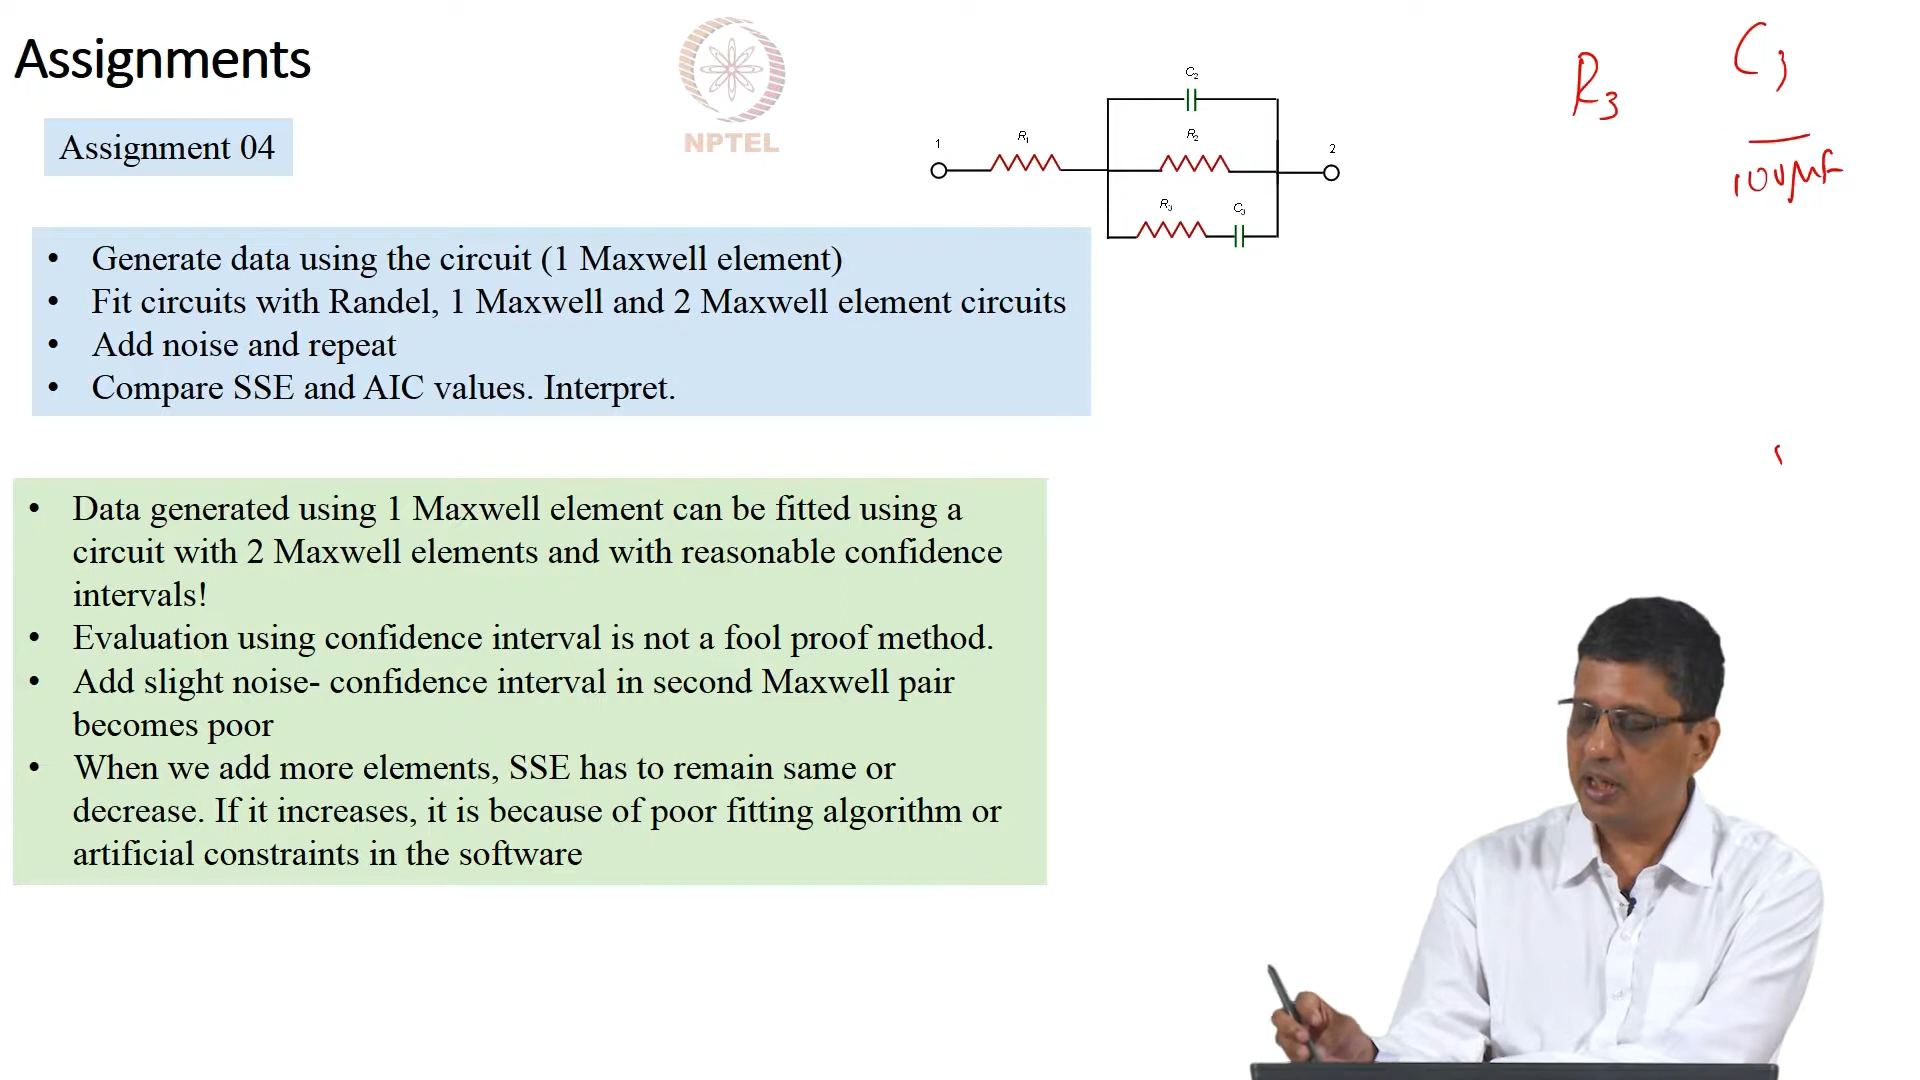 Assignments
NPTEL
Assignment 04
1
R1
C2
R2
R3
C3
2
R3
C3
100μF
• Generate data using the circuit (1 Maxwell element)
• Fit circuits with Randel, 1 Maxwell and 2 Maxwell element circuits
• Add noise and repeat
• Compare SSE and AIC values. Interpret.
• Data generated using 1 Maxwell element can be fitted using a
circuit with 2 Maxwell elements and with reasonable confidence
intervals!
• Evaluation using confidence interval is not a fool proof method.
• Add slight noise- confidence interval in second Maxwell pair
becomes poor
• When we add more elements, SSE has to remain same or
decrease. If it increases, it is because of poor fitting algorithm or
artificial constraints in the software